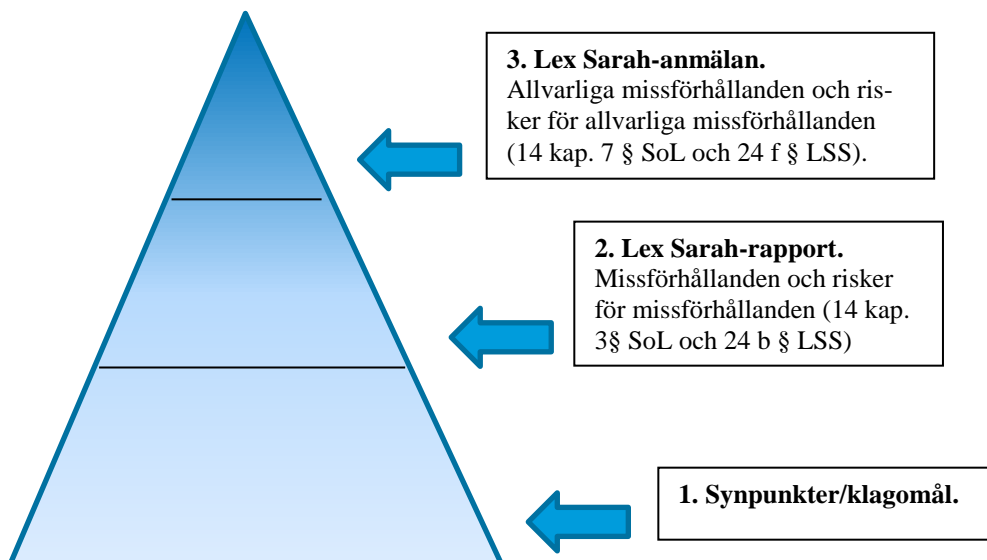 3. Lex Sarah-anmälan.
Allvarliga missförhållanden och ris-
ker för allvarliga missförhållanden
(14 kap. 7 § SoL och 24 f § LSS).
2. Lex Sarah-rapport.
Missförhållanden och risker
för missförhållanden (14 kap.
3§ SoL och 24 b § LSS)
1. Synpunkter/klagomål.